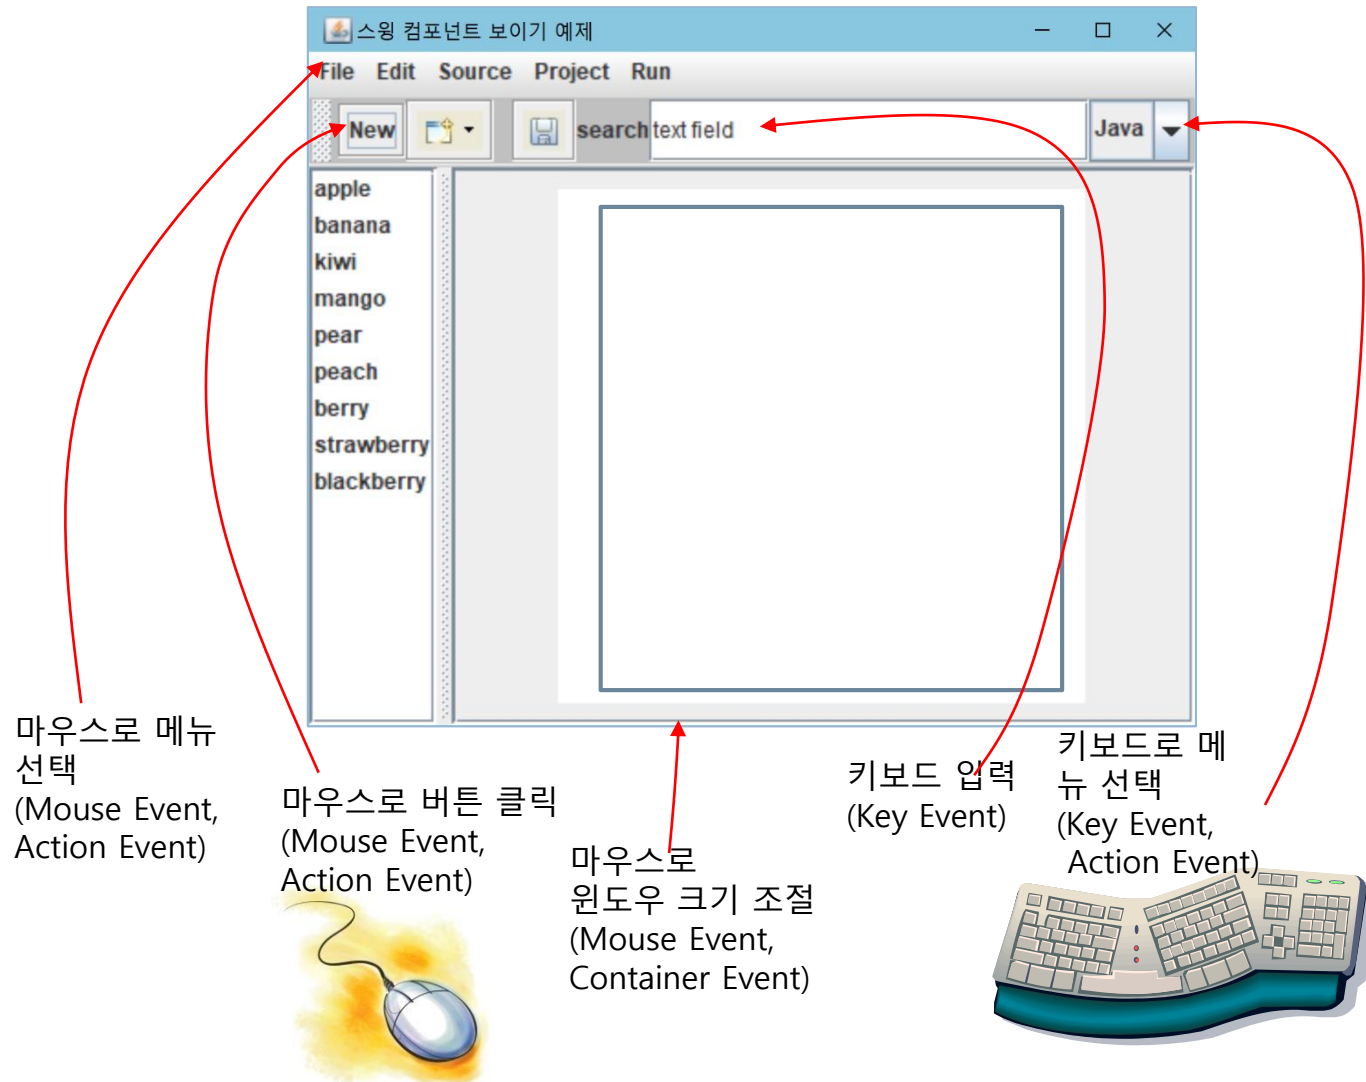 스윙 컴포넌트 보이기 예제
File Edit Source Project Run
New search text field Java
apple
banana
kiwi
mango
pear
peach
berry
strawberry
blackberry
마우스로 메뉴
선택
(Mouse Event,
Action Event)
마우스로 버튼 클릭
(Mouse Event,
Action Event)
마우스로
윈도우 크기 조절
(Mouse Event,
Container Event)
키보드 입력
(Key Event)
키보드로 메
뉴 선택
(Key Event,
Action Event)